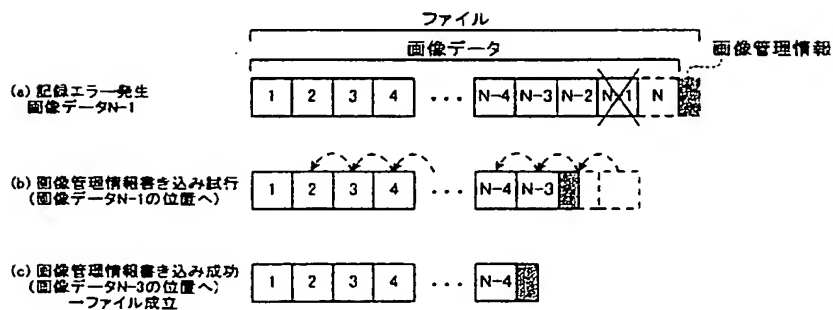 ファイル
画像データ
画像管理情報
(a) 記録エラー発生
画像データN-1
1 2 3 4 ... N-4 N-3 N-2 N-1 N
(b) 画像管理情報書き込み試行
(画像データN-1の位置へ)
1 2 3 4 ... N-4 N-3
(c) 画像管理情報書き込み成功
(画像データN-3の位置へ)
→ファイル成立
1 2 3 4 ... N-4